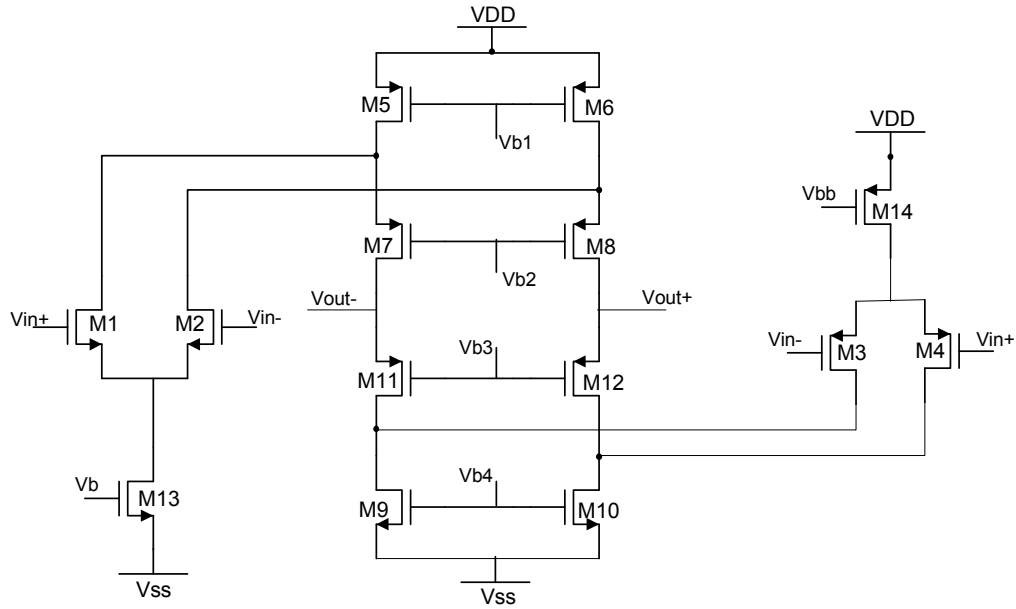 VDD
M5
M6
Vb1
VDD
Vbb
M14
M7
M8
Vb2
Vout-
Vout+
Vin+
M1
M2
Vin-
Vin-
M3
M4
Vin+
Vb3
M11
M12
Vb
M13
Vb4
M9
M10
Vss
Vss